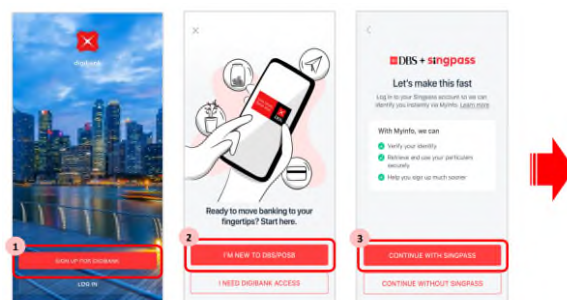 digibank
1
SIGN UP FOR DIGIBANK
LOG IN
Ready to move banking to your
fingertips? Start here.
2
I'M NEW TO DBS/POSB
I NEED DIGIBANK ACCESS
DBS + singpass
Let's make this fast
Log in to your Singpass account so we can
identify you instantly via Myinfo. Learn more
With Myinfo, we can
Verify your identity
Retrieve and use your particulars
securely
Help you sign up much sooner
3
CONTINUE WITH SINGPASS
CONTINUE WITHOUT SINGPASS